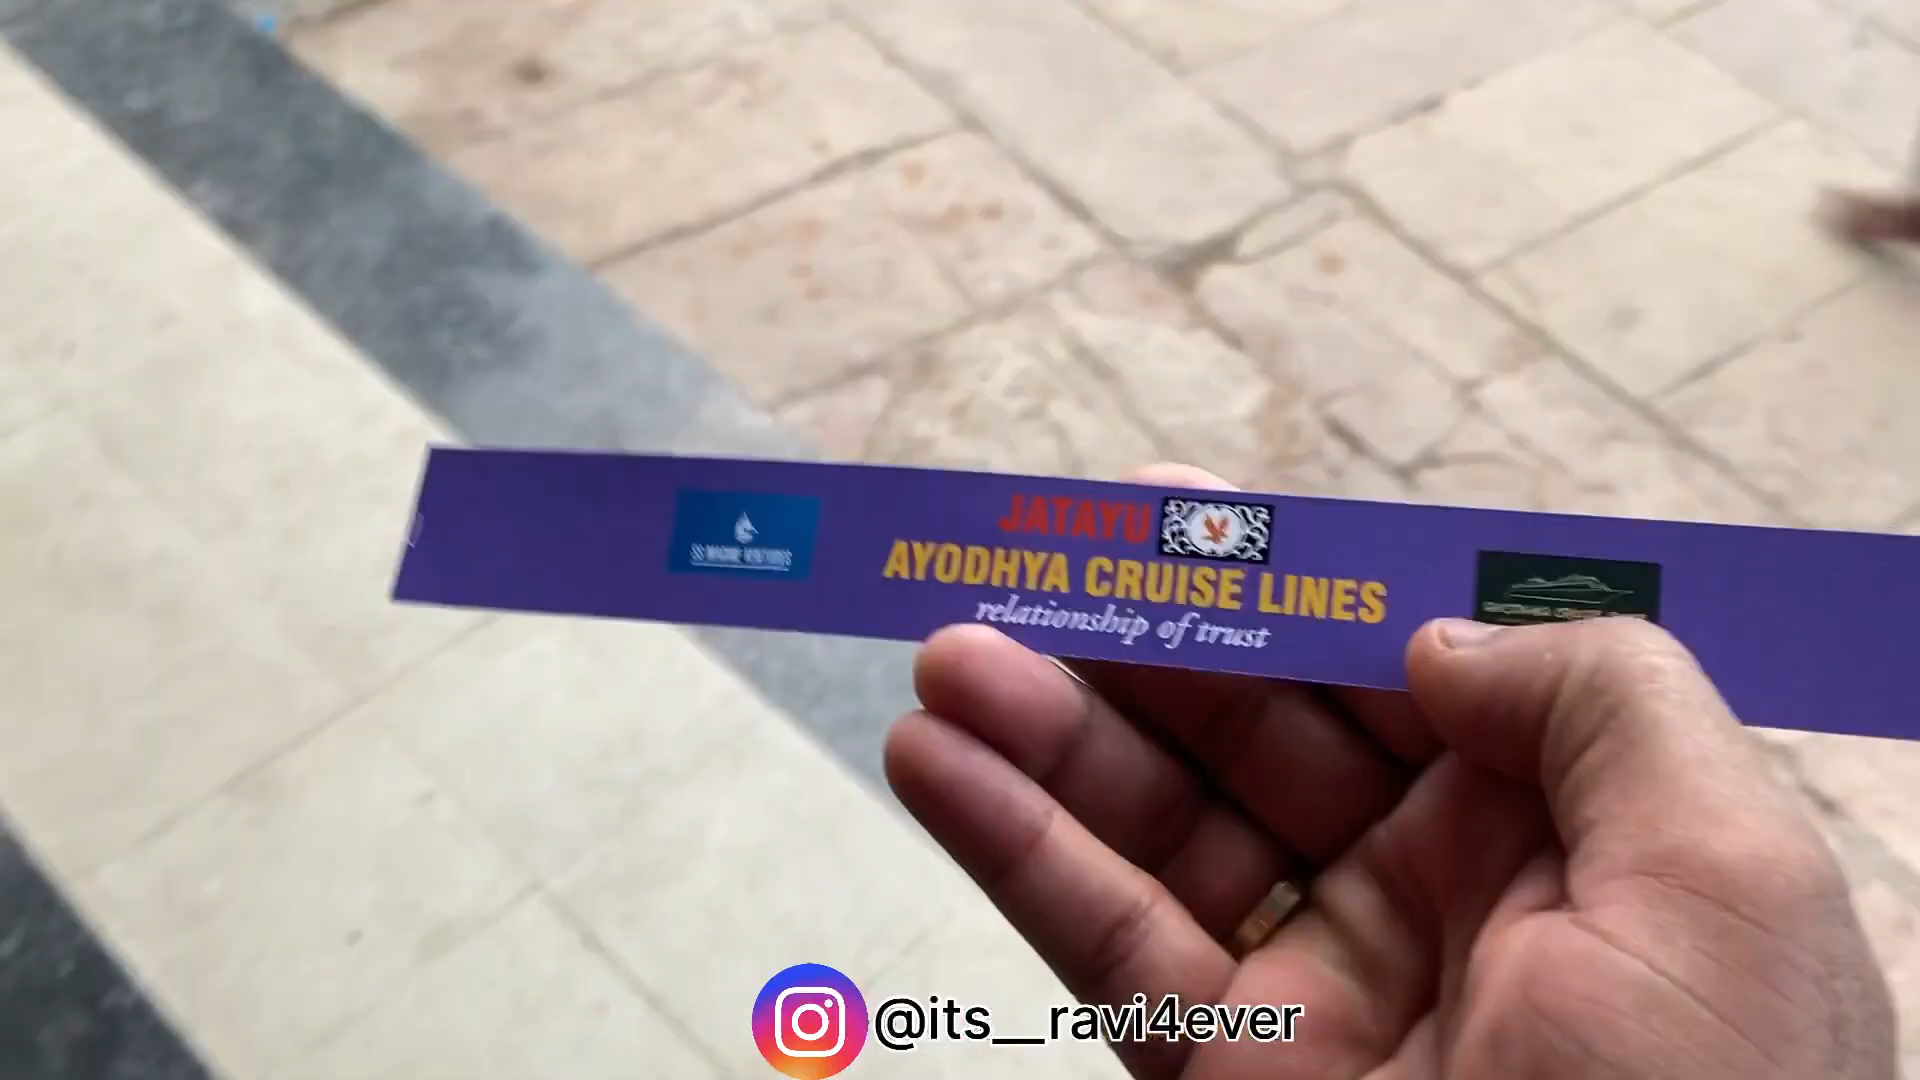 JATAYU
AYODHYA CRUISE LINES
relationship of trust
@its__ravi4ever